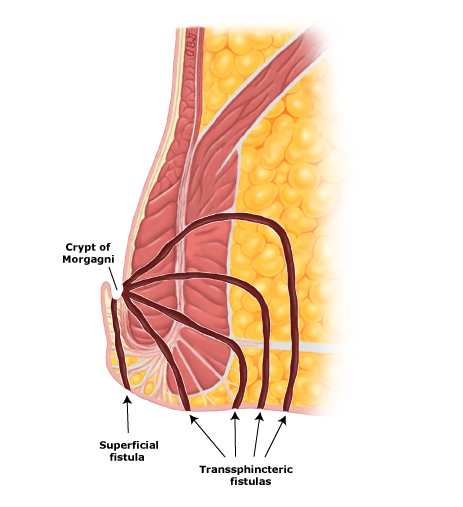 Crypt of
Morgagni
Superficial
fistula
Transsphincteric
fistulas